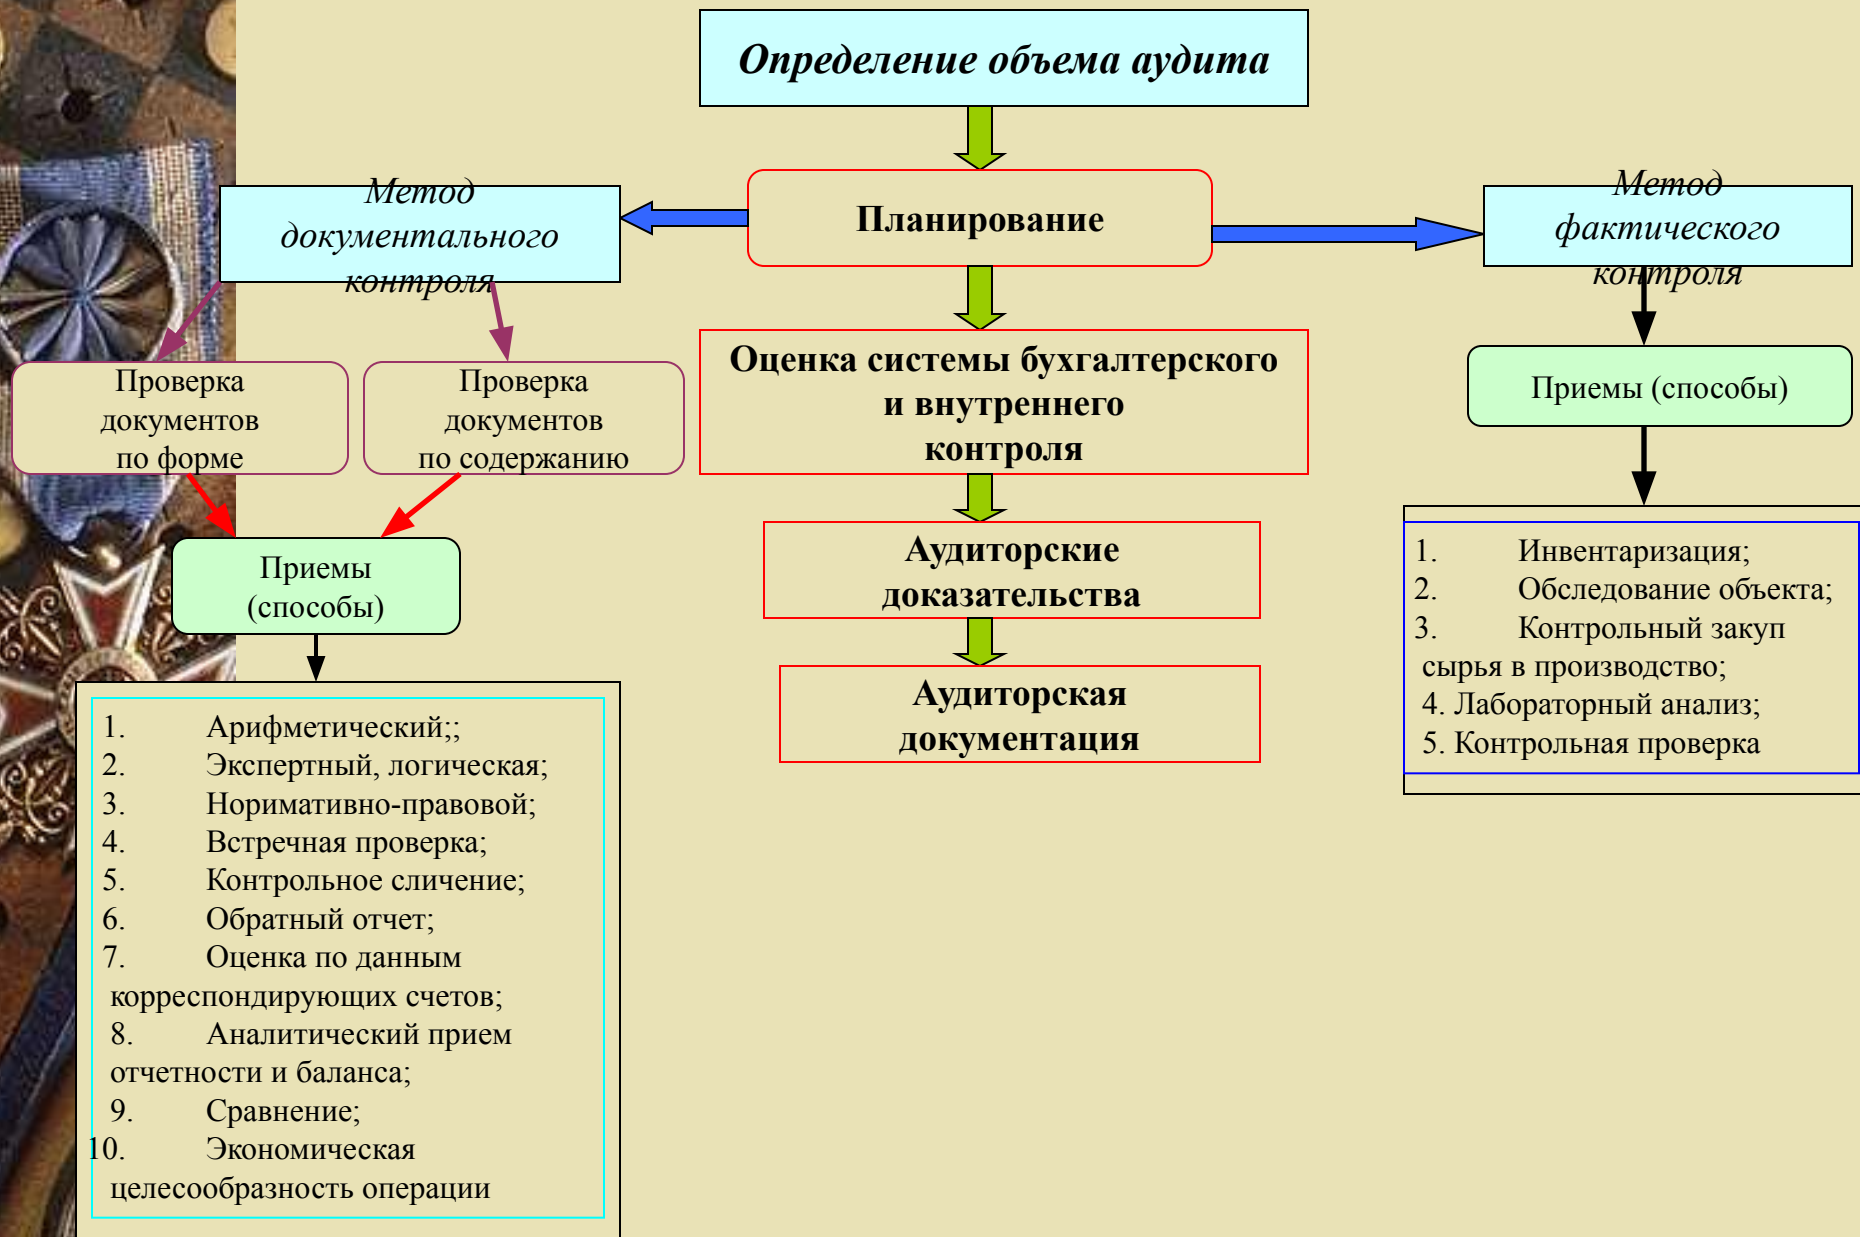 Определение объема аудита
Планирование
Метод
документального
контроля
Метод
фактического
контроля
Проверка
документов
по форме
Проверка
документов
по содержанию
Оценка системы бухгалтерского
и внутреннего
контроля
Приемы (способы)
Приемы
(способы)
Аудиторские
доказательства
Аудиторская
документация
1. Инвентаризация;
2. Обследование объекта;
3. Контрольный закуп
сырья в производство;
4. Лабораторный анализ;
5. Контрольная проверка
1. Арифметический;;
2. Экспертный, логическая;
3. Норимативно-правовой;
4. Встречная проверка;
5. Контрольное сличение;
6. Обратный отчет;
7. Оценка по данным
корреспондирующих счетов;
8. Аналитический прием
отчетности и баланса;
9. Сравнение;
10. Экономическая
целесообразность операции